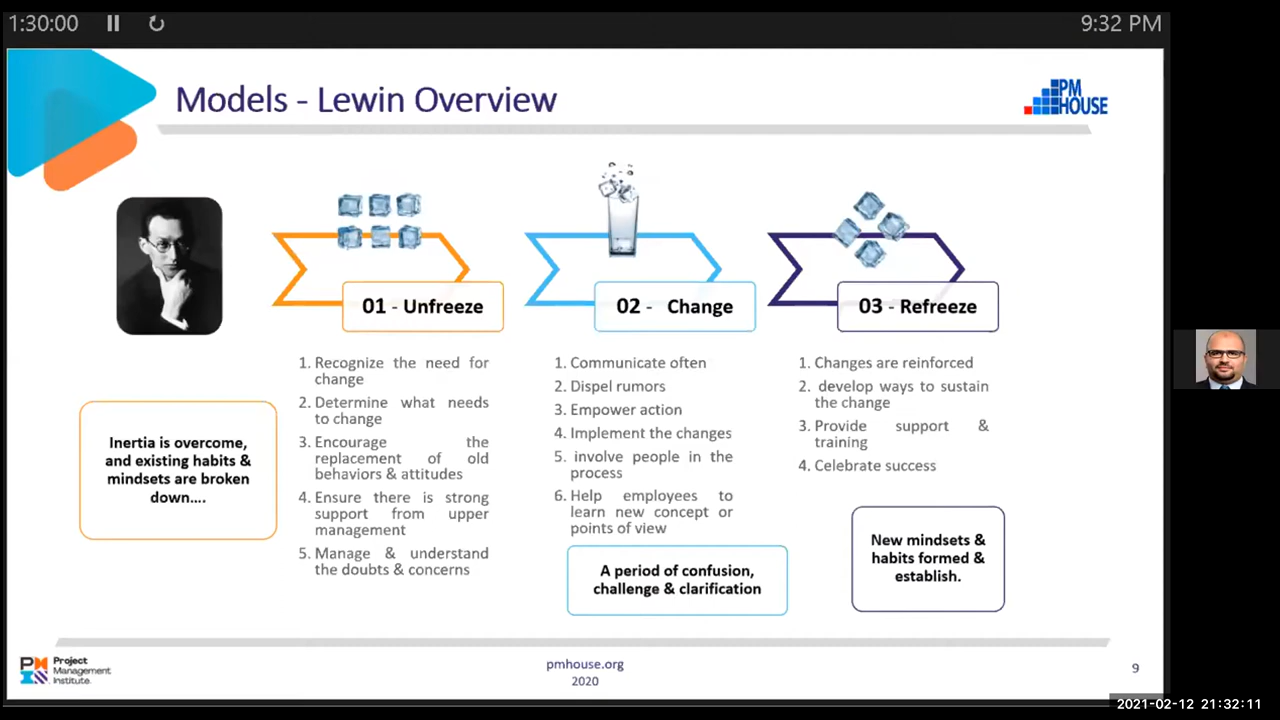 1:30:00
9:32 PM
Models - Lewin Overview
PM
HOUSE
01 - Unfreeze
02 - Change
03 - Refreeze
Inertia is overcome,
and existing habits &
mindsets are broken
down....
1. Recognize the need for
change
2. Determine what needs
to change
3. Encourage the
replacement of old
behaviors & attitudes
4. Ensure there is strong
support from upper
management
5. Manage & understand
the doubts & concerns
1. Communicate often
2. Dispel rumors
3. Empower action
4. Implement the changes
5. involve people in the
process
6. Help employees to
learn new concept or
points of view
A period of confusion,
challenge & clarification
1. Changes are reinforced
2. develop ways to sustain
the change
3. Provide support &
training
4. Celebrate success
New mindsets &
habits formed &
establish.
Project
Management
Institute.
pmhouse.org
2020
9
2021-02-12 21:32:11